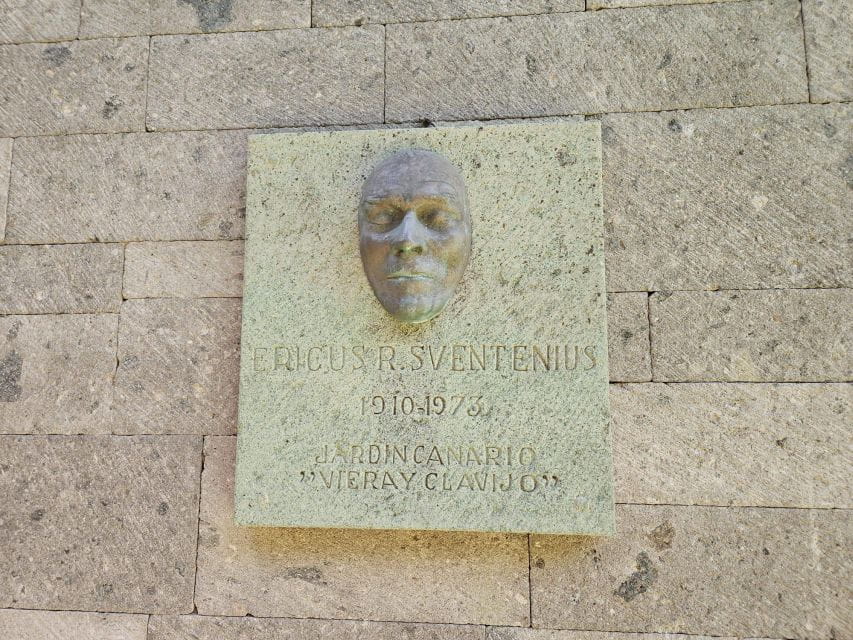 ERICUS R. SVENTENIUS
1910-1973
JARDIN CANARIO
"VIERA Y CLAVIJO"